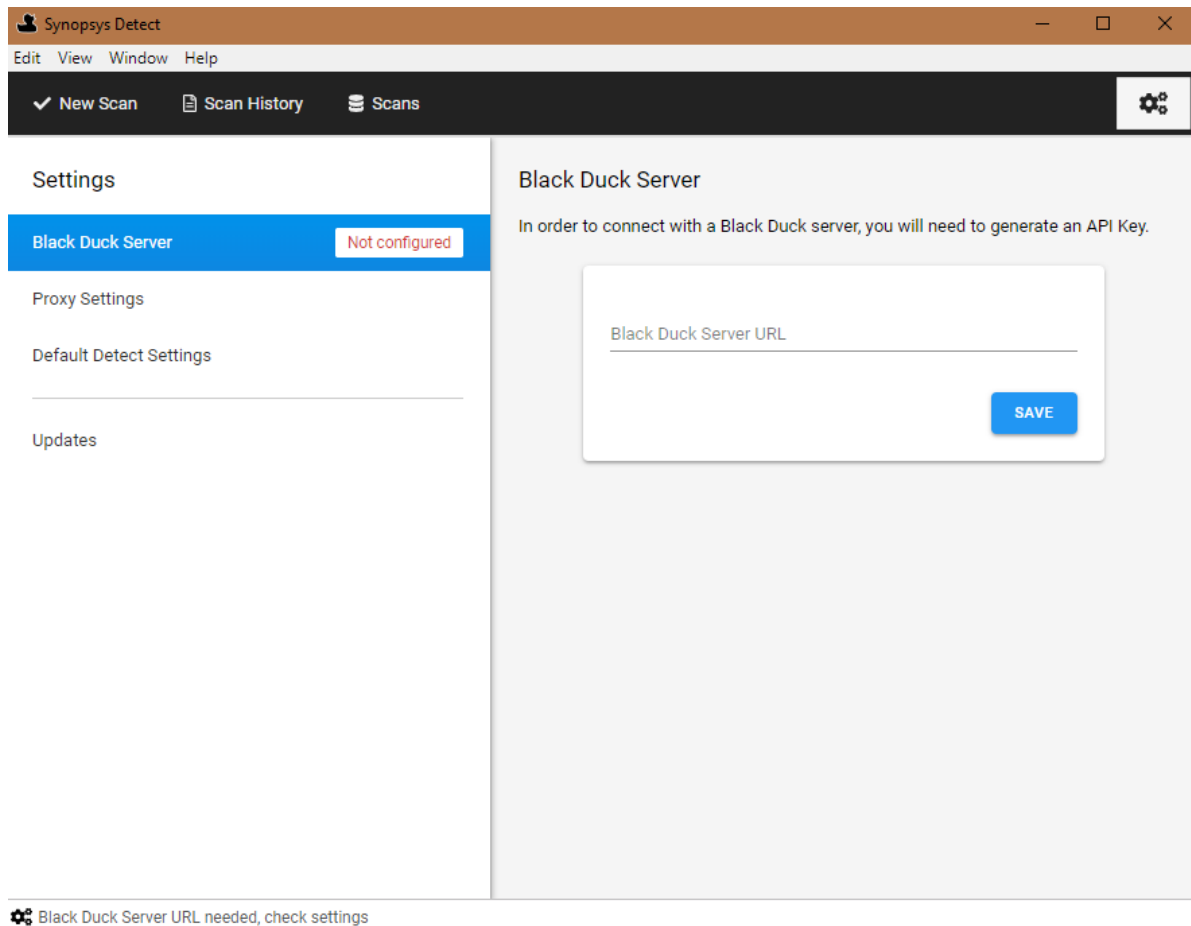 Synopsys Detect
Edit View Window Help
New Scan Scan History Scans
Settings
Black Duck Server Not configured
Proxy Settings
Default Detect Settings
Updates
Black Duck Server
In order to connect with a Black Duck server, you will need to generate an API Key.
Black Duck Server URL
SAVE
Black Duck Server URL needed, check settings